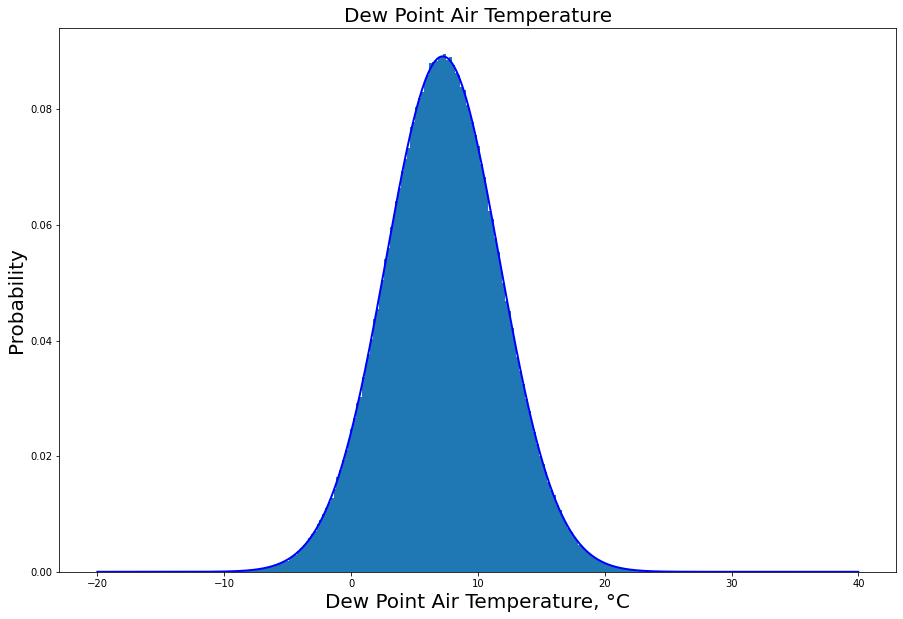 Dew Point Air Temperature
Probability
0.08
0.06
0.04
0.02
0.00
−20 −10 0 10 20 30 40
Dew Point Air Temperature, °C